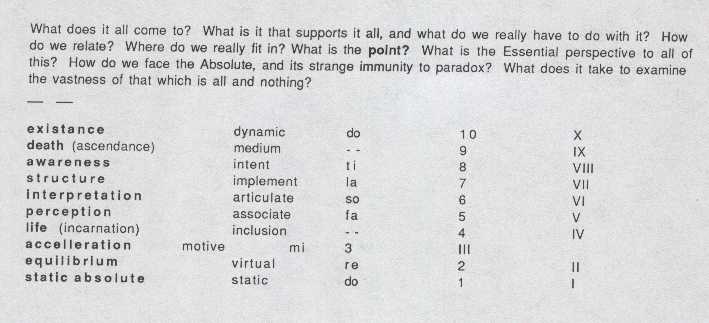 What does it all come to? What is it that supports it all, and what do we really have to do with it? How
do we relate? Where do we really fit in? What is the point? What is the Essential perspective to all of
this? How do we face the Absolute, and its strange immunity to paradox? What does it take to examine
the vastness of that which is all and nothing?
— —
existance dynamic do 10 X
death (ascendance) medium - - 9 IX
awareness intent ti 8 VIII
structure implement la 7 VII
interpretation articulate so 6 VI
perception associate fa 5 V
life (incarnation) inclusion - - 4 IV
accelleration motive mi 3 III
equilibrium virtual re 2 II
static absolute static do 1 I